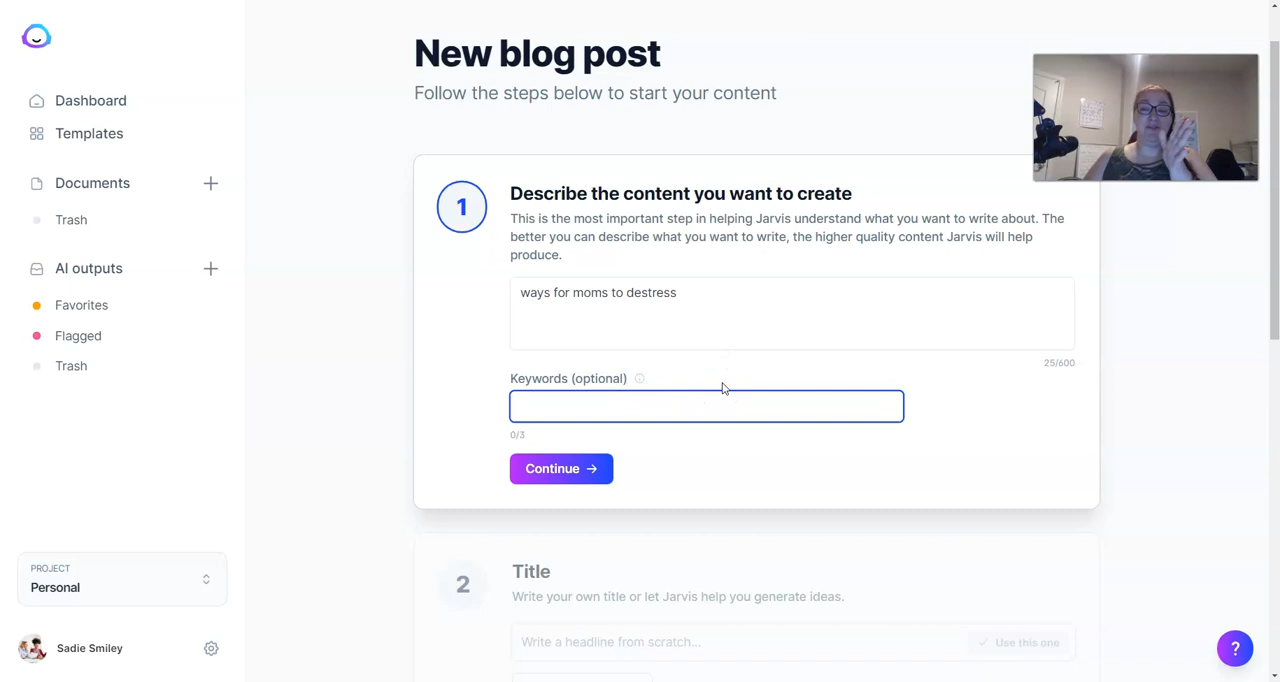 New blog post
Follow the steps below to start your content
Dashboard
Templates
Documents
Trash
AI outputs
Favorites
Flagged
Trash
PROJECT
Personal
Sadie Smiley
1
Describe the content you want to create
This is the most important step in helping Jarvis understand what you want to write about. The
better you can describe what you want to write, the higher quality content Jarvis will help
produce.
ways for moms to destress
25/600
Keywords (optional)
0/3
Continue →
2
Title
Write your own title or let Jarvis help you generate ideas.
Write a headline from scratch...
Use this one
?